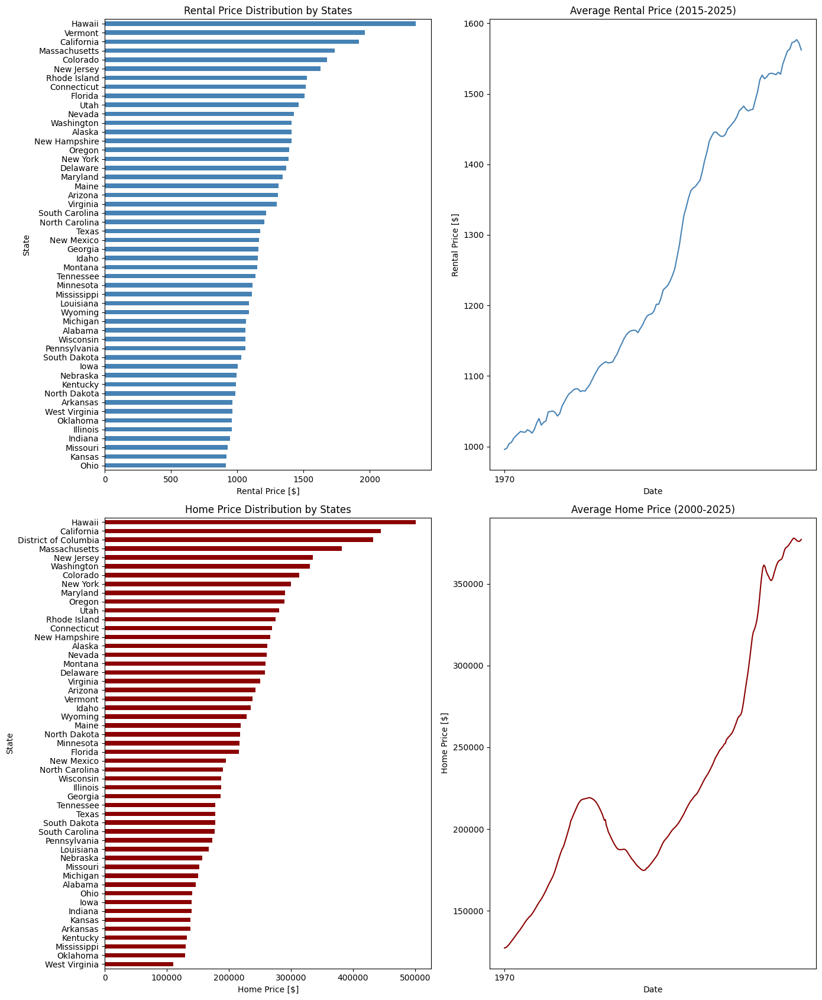 Rental Price Distribution by States
Hawaii
Vermont
California
Massachusetts
Colorado
New Jersey
Rhode Island
Connecticut
Florida
Utah
Nevada
Washington
Alaska
New Hampshire
Oregon
New York
Delaware
Maryland
Maine
Arizona
Virginia
South Carolina
North Carolina
Texas
New Mexico
Georgia
Idaho
Montana
Tennessee
Minnesota
Mississippi
Louisiana
Wyoming
Michigan
Alabama
Wisconsin
Pennsylvania
South Dakota
Iowa
Nebraska
Kentucky
North Dakota
Arkansas
West Virginia
Oklahoma
Illinois
Indiana
Missouri
Kansas
Ohio
State
0 500 1000 1500 2000
Rental Price [$]
Average Rental Price (2015-2025)
1600
1500
1400
1300
1200
1100
1000
Rental Price [$]
1970
Date
Home Price Distribution by States
Hawaii
California
District of Columbia
Massachusetts
New Jersey
Washington
Colorado
New York
Maryland
Oregon
Utah
Rhode Island
Connecticut
New Hampshire
Alaska
Nevada
Montana
Delaware
Virginia
Arizona
Vermont
Idaho
Wyoming
Maine
North Dakota
Minnesota
Florida
New Mexico
North Carolina
Wisconsin
Illinois
Georgia
Tennessee
Texas
South Dakota
South Carolina
Pennsylvania
Louisiana
Nebraska
Missouri
Michigan
Alabama
Ohio
Iowa
Indiana
Kansas
Arkansas
Kentucky
Mississippi
Oklahoma
West Virginia
State
0 100000 200000 300000 400000 500000
Home Price [$]
Average Home Price (2000-2025)
350000
300000
250000
200000
150000
Home Price [$]
1970
Date